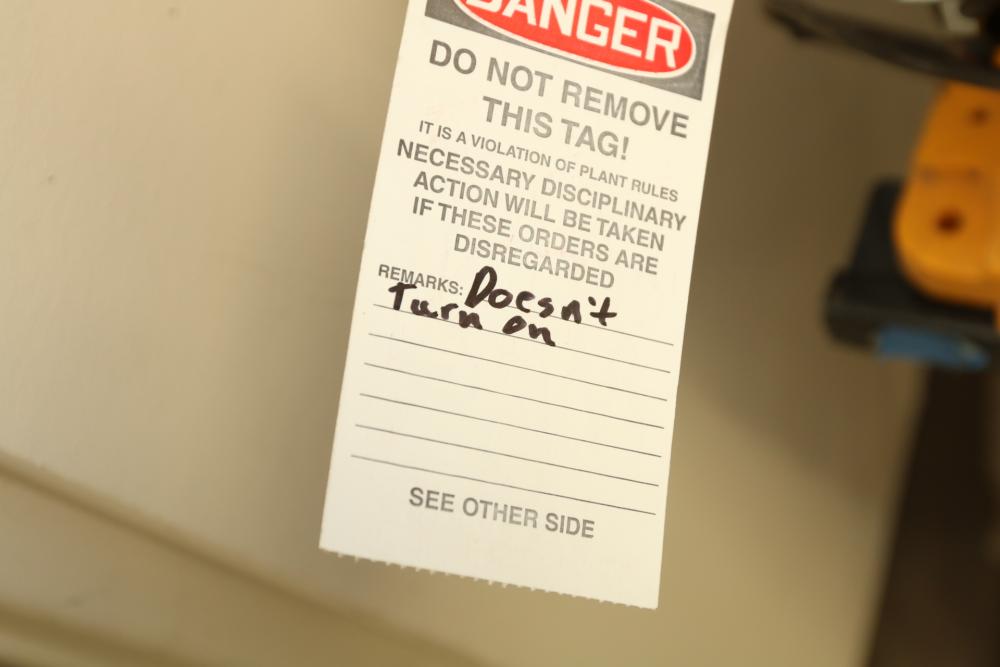 DANGER
DO NOT REMOVE
THIS TAG!
IT IS A VIOLATION OF PLANT RULES
NECESSARY DISCIPLINARY
ACTION WILL BE TAKEN
IF THESE ORDERS ARE
DISREGARDED
REMARKS: Doesn't
Turn on
SEE OTHER SIDE